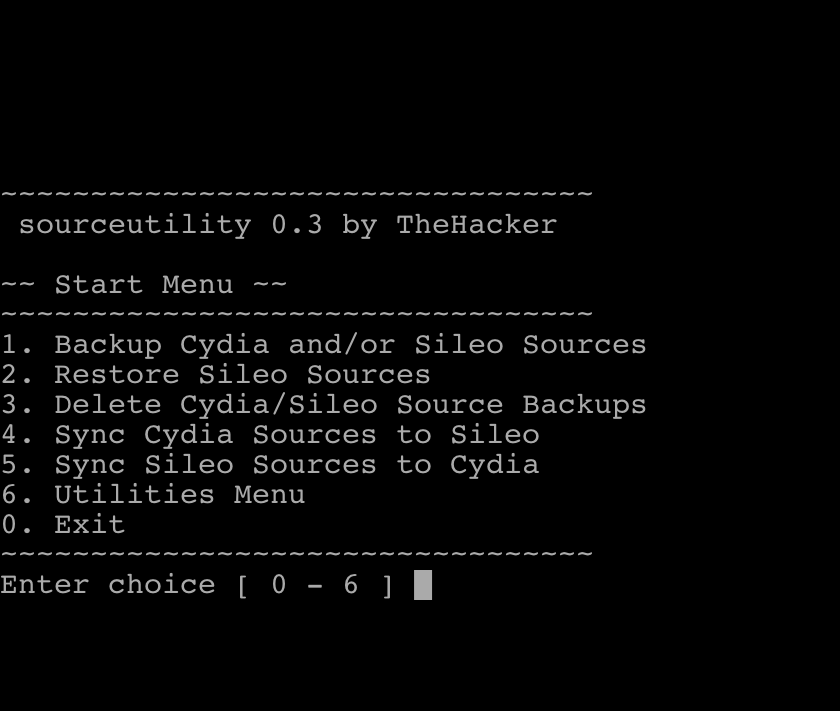 ~~~~~~~~~~~~~~~~~~~~~~~~~~~~~~~~~
 sourceutility 0.3 by TheHacker
~~ Start Menu ~~
~~~~~~~~~~~~~~~~~~~~~~~~~~~~~~~~~
1. Backup Cydia and/or Sileo Sources
2. Restore Sileo Sources
3. Delete Cydia/Sileo Source Backups
4. Sync Cydia Sources to Sileo
5. Sync Sileo Sources to Cydia
6. Utilities Menu
0. Exit
~~~~~~~~~~~~~~~~~~~~~~~~~~~~~~~~~
Enter choice [ 0 - 6 ]